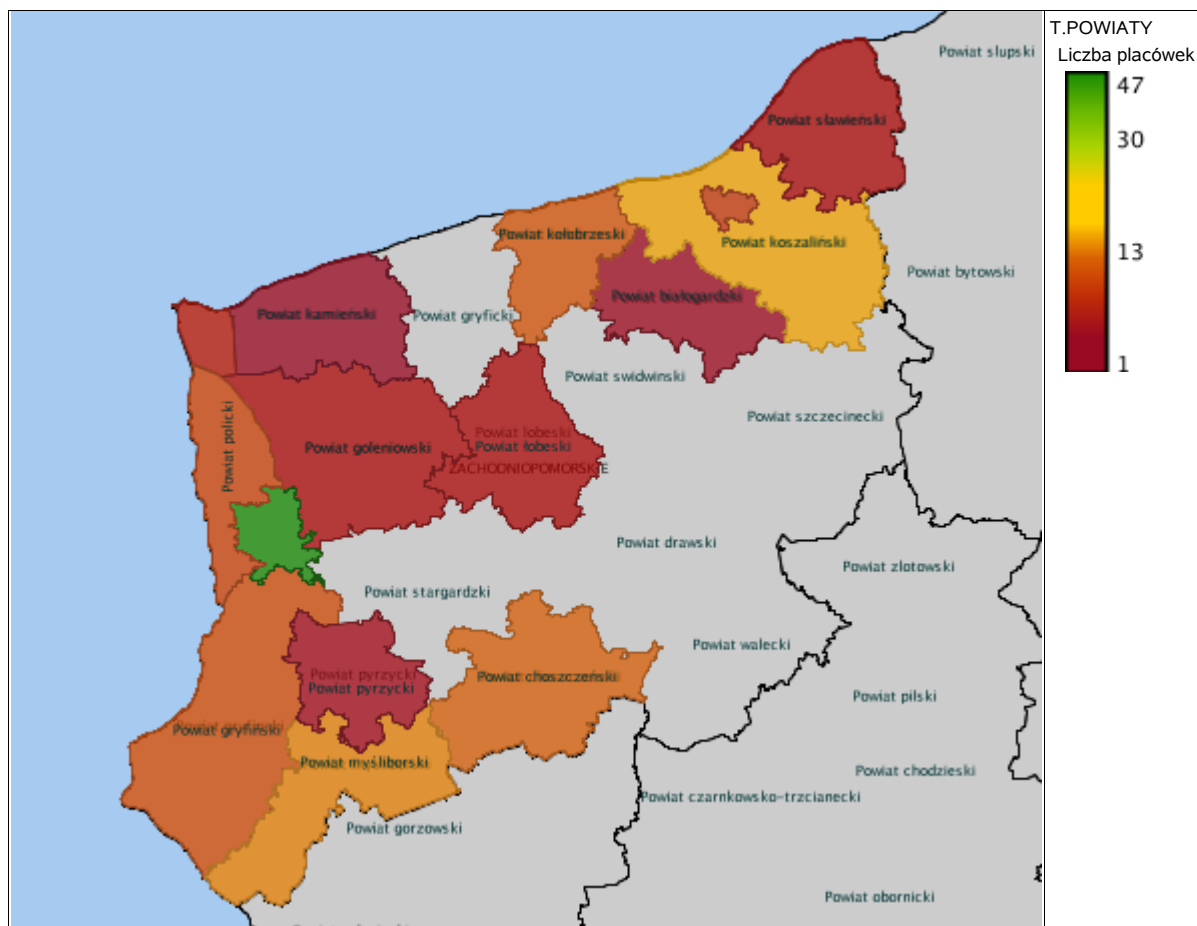 T.POWIATY
Liczba placówek
47
30
13
1
Powiat slupski
Powiat sławieński
Powiat kołobrzeski
Powiat koszaliński
Powiat bytowski
Powiat białogardzki
Powiat kamieński
Powiat gryficki
Powiat swidwinski
Powiat szczecinecki
Powiat policki
Powiat goleniowski
Powiat lobeski
Powiat łobeski
ZACHODNIOPOMORSKIE
Powiat drawski
Powiat zlotowski
Powiat stargardzki
Powiat walecki
Powiat pyrzycki
Powiat pyrzycki
Powiat choszczeński
Powiat pilski
Powiat gryfiński
Powiat myśliborski
Powiat chodzieski
Powiat czarnkowsko-trzcianecki
Powiat gorzowski
Powiat obornicki